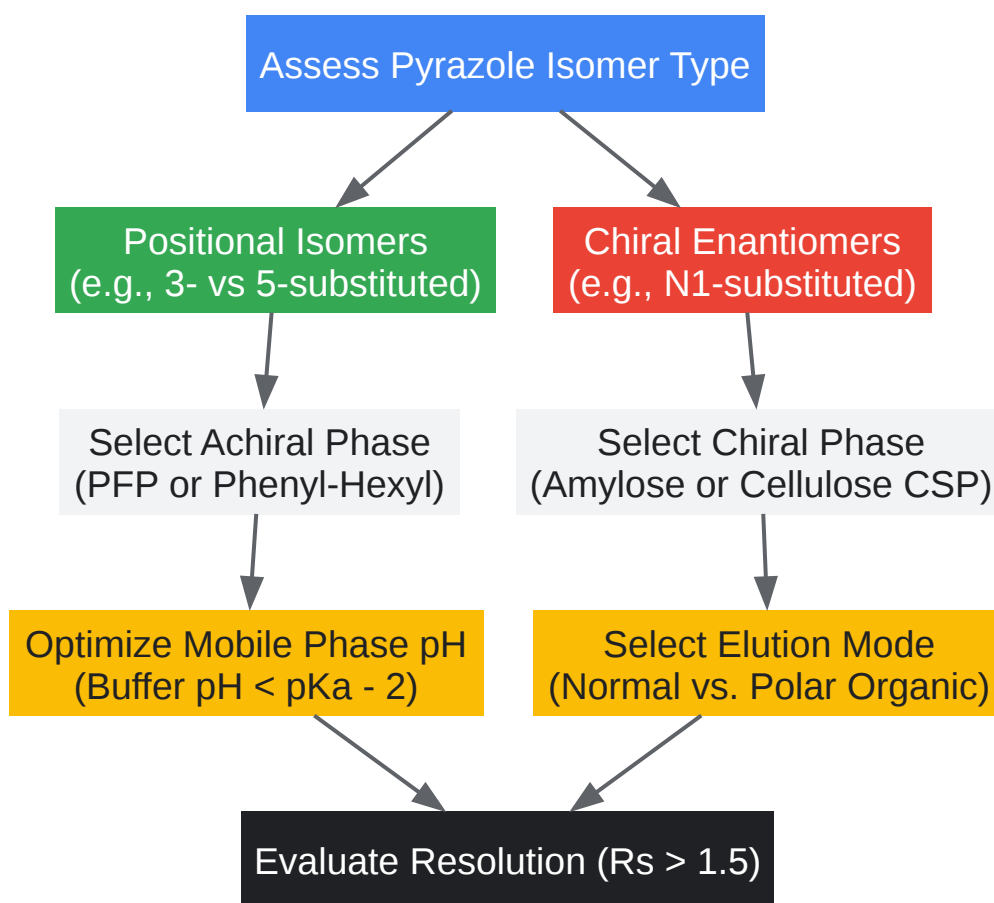 Assess Pyrazole Isomer Type
Positional Isomers
(e.g., 3- vs 5-substituted)
Chiral Enantiomers
(e.g., N1-substituted)
Select Achiral Phase
(PFP or Phenyl-Hexyl)
Select Chiral Phase
(Amylose or Cellulose CSP)
Optimize Mobile Phase pH
(Buffer pH < pKa - 2)
Select Elution Mode
(Normal vs. Polar Organic)
Evaluate Resolution (Rs > 1.5)